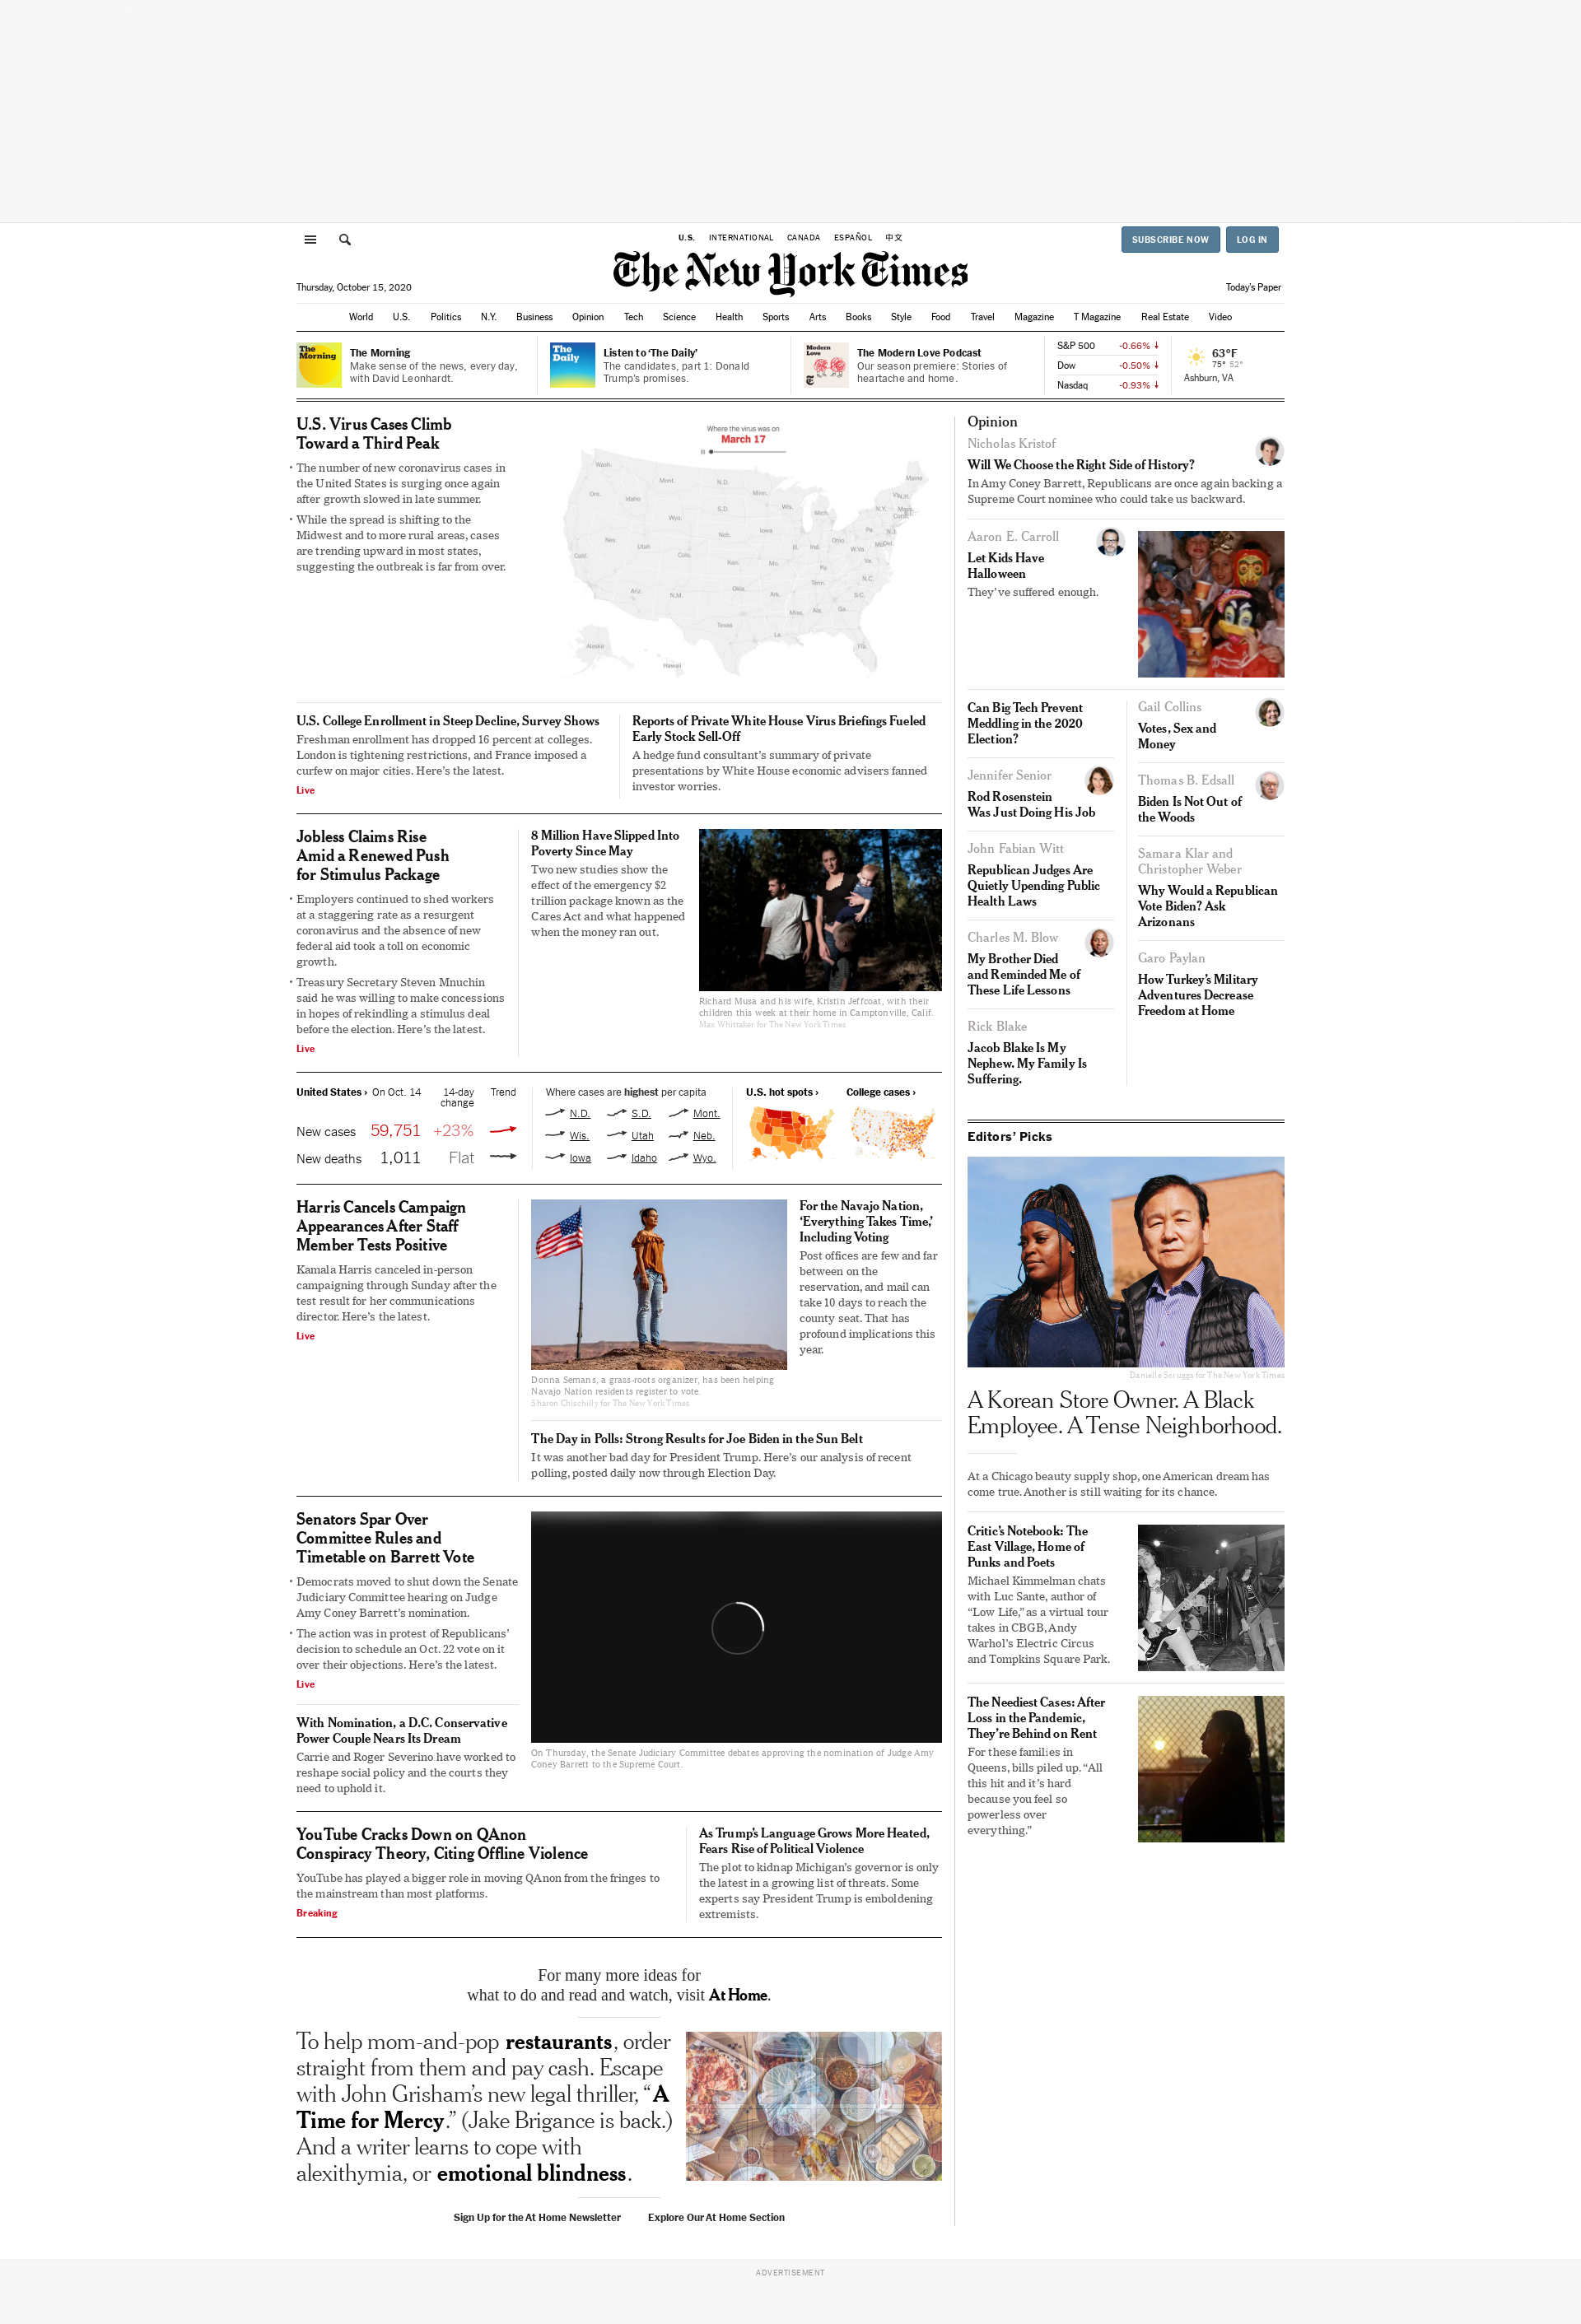 U.S. INTERNATIONAL CANADA ESPAÑOL 中文
SUBSCRIBE NOW LOG IN
The New York Times
Thursday, October 15, 2020
Today's Paper
World U.S. Politics N.Y. Business Opinion Tech Science Health Sports Arts Books Style Food Travel Magazine T Magazine Real Estate Video
The Morning
The Morning
Make sense of the news, every day, with David Leonhardt.
The Daily
Listen to 'The Daily'
The candidates, part 1: Donald Trump's promises.
Modern Love
The Modern Love Podcast
Our season premiere: Stories of heartache and home.
S&P 500 -0.66%
Dow -0.50%
Nasdaq -0.93%
63°F
75° 52°
Ashburn, VA
U.S. Virus Cases Climb
Toward a Third Peak
• The number of new coronavirus cases in
the United States is surging once again
after growth slowed in late summer.
• While the spread is shifting to the
Midwest and to more rural areas, cases
are trending upward in most states,
suggesting the outbreak is far from over.
Where the virus was on
March 17
Wash.
Mont.
N.D.
Minn.
Maine
Ore.
Idaho
S.D.
Wis.
Mich.
N.Y.
Wyo.
Iowa
Neb.
Pa.
Nev.
Utah
Colo.
Ill.
Ind.
Ohio
W.Va.
Calif.
Kan.
Mo.
Ky.
Va.
Ariz.
N.M.
Okla.
Ark.
Tenn.
N.C.
S.C.
Miss.
Ala.
Ga.
Texas
La.
Fla.
Alaska
Hawaii
U.S. College Enrollment in Steep Decline, Survey Shows
Freshman enrollment has dropped 16 percent at colleges.
London is tightening restrictions, and France imposed a
curfew on major cities. Here's the latest.
Live
Reports of Private White House Virus Briefings Fueled
Early Stock Sell-Off
A hedge fund consultant's summary of private
presentations by White House economic advisers fanned
investor worries.
Jobless Claims Rise
Amid a Renewed Push
for Stimulus Package
• Employers continued to shed workers
at a staggering rate as a resurgent
coronavirus and the absence of new
federal aid took a toll on economic
growth.
• Treasury Secretary Steven Mnuchin
said he was willing to make concessions
in hopes of rekindling a stimulus deal
before the election. Here's the latest.
Live
8 Million Have Slipped Into
Poverty Since May
Two new studies show the
effect of the emergency $2
trillion package known as the
Cares Act and what happened
when the money ran out.
Richard Musa and his wife, Kristin Jeffcoat, with their
children this week at their home in Camptonville, Calif.
Max Whittaker for The New York Times
United States › On Oct. 14 14-day change Trend
New cases 59,751 +23%
New deaths 1,011 Flat
Where cases are highest per capita
N.D. S.D. Mont.
Wis. Utah Neb.
Iowa Idaho Wyo.
U.S. hot spots ›
College cases ›
Harris Cancels Campaign
Appearances After Staff
Member Tests Positive
Kamala Harris canceled in-person
campaigning through Sunday after the
test result for her communications
director. Here's the latest.
Live
Donna Semans, a grass-roots organizer, has been helping
Navajo Nation residents register to vote.
Sharon Chischilly for The New York Times
For the Navajo Nation,
'Everything Takes Time,'
Including Voting
Post offices are few and far
between on the
reservation, and mail can
take 10 days to reach the
county seat. That has
profound implications this
year.
The Day in Polls: Strong Results for Joe Biden in the Sun Belt
It was another bad day for President Trump. Here's our analysis of recent
polling, posted daily now through Election Day.
Senators Spar Over
Committee Rules and
Timetable on Barrett Vote
• Democrats moved to shut down the Senate
Judiciary Committee hearing on Judge
Amy Coney Barrett's nomination.
• The action was in protest of Republicans'
decision to schedule an Oct. 22 vote on it
over their objections. Here's the latest.
Live
With Nomination, a D.C. Conservative
Power Couple Nears Its Dream
Carrie and Roger Severino have worked to
reshape social policy and the courts they
need to uphold it.
On Thursday, the Senate Judiciary Committee debates approving the nomination of Judge Amy
Coney Barrett to the Supreme Court.
YouTube Cracks Down on QAnon
Conspiracy Theory, Citing Offline Violence
YouTube has played a bigger role in moving QAnon from the fringes to
the mainstream than most platforms.
Breaking
As Trump's Language Grows More Heated,
Fears Rise of Political Violence
The plot to kidnap Michigan's governor is only
the latest in a growing list of threats. Some
experts say President Trump is emboldening
extremists.
For many more ideas for
what to do and read and watch, visit At Home.
To help mom-and-pop restaurants, order
straight from them and pay cash. Escape
with John Grisham's new legal thriller, “A
Time for Mercy.” (Jake Brigance is back.)
And a writer learns to cope with
alexithymia, or emotional blindness.
Sign Up for the At Home Newsletter Explore Our At Home Section
Opinion
Nicholas Kristof
Will We Choose the Right Side of History?
In Amy Coney Barrett, Republicans are once again backing a
Supreme Court nominee who could take us backward.
Aaron E. Carroll
Let Kids Have
Halloween
They've suffered enough.
Can Big Tech Prevent
Meddling in the 2020
Election?
Jennifer Senior
Rod Rosenstein
Was Just Doing His Job
John Fabian Witt
Republican Judges Are
Quietly Upending Public
Health Laws
Charles M. Blow
My Brother Died
and Reminded Me of
These Life Lessons
Rick Blake
Jacob Blake Is My
Nephew. My Family Is
Suffering.
Gail Collins
Votes, Sex and
Money
Thomas B. Edsall
Biden Is Not Out of
the Woods
Samara Klar and
Christopher Weber
Why Would a Republican
Vote Biden? Ask
Arizonans
Garo Paylan
How Turkey's Military
Adventures Decrease
Freedom at Home
Editors' Picks
Danielle Scruggs for The New York Times
A Korean Store Owner. A Black
Employee. A Tense Neighborhood.
At a Chicago beauty supply shop, one American dream has
come true. Another is still waiting for its chance.
Critic's Notebook: The
East Village, Home of
Punks and Poets
Michael Kimmelman chats
with Luc Sante, author of
“Low Life,” as a virtual tour
takes in CBGB, Andy
Warhol's Electric Circus
and Tompkins Square Park.
The Neediest Cases: After
Loss in the Pandemic,
They're Behind on Rent
For these families in
Queens, bills piled up. “All
this hit and it's hard
because you feel so
powerless over
everything.”
ADVERTISEMENT